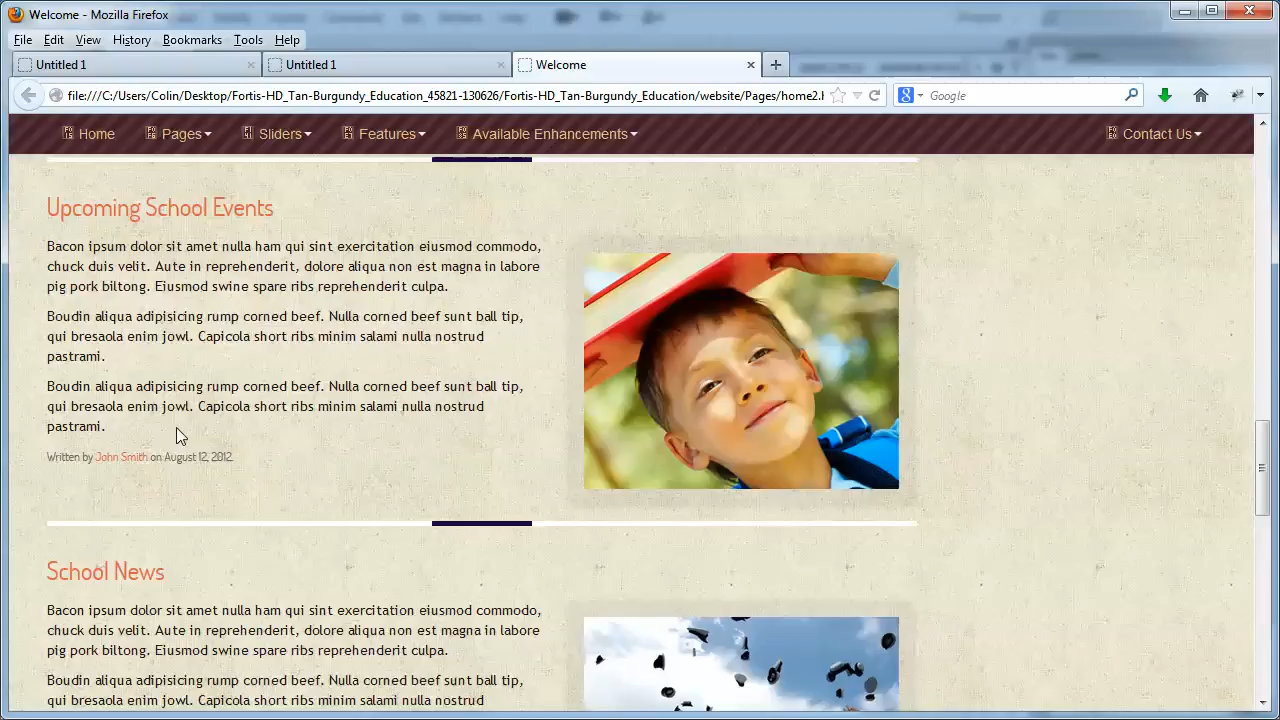 Welcome - Mozilla Firefox
File Edit View History Bookmarks Tools Help
Untitled 1 Untitled 1 Welcome
file:///C:/Users/Colin/Desktop/Fortis-HD_Tan-Burgundy_Education_45821-130626/Fortis-HD_Tan-Burgundy_Education/website/Pages/home2.h Google
Home Pages Sliders Features Available Enhancements Contact Us
Upcoming School Events
Bacon ipsum dolor sit amet nulla ham qui sint exercitation eiusmod commodo,
chuck duis velit. Aute in reprehenderit, dolore aliqua non est magna in labore
pig pork biltong. Eiusmod swine spare ribs reprehenderit culpa.
Boudin aliqua adipisicing rump corned beef. Nulla corned beef sunt ball tip,
qui bresaola enim jowl. Capicola short ribs minim salami nulla nostrud
pastrami.
Boudin aliqua adipisicing rump corned beef. Nulla corned beef sunt ball tip,
qui bresaola enim jowl. Capicola short ribs minim salami nulla nostrud
pastrami.
Written by John Smith on August 12, 2012.
School News
Bacon ipsum dolor sit amet nulla ham qui sint exercitation eiusmod commodo,
chuck duis velit. Aute in reprehenderit, dolore aliqua non est magna in labore
pig pork biltong. Eiusmod swine spare ribs reprehenderit culpa.
Boudin aliqua adipisicing rump corned beef. Nulla corned beef sunt ball tip,
qui bresaola enim jowl. Capicola short ribs minim salami nulla nostrud